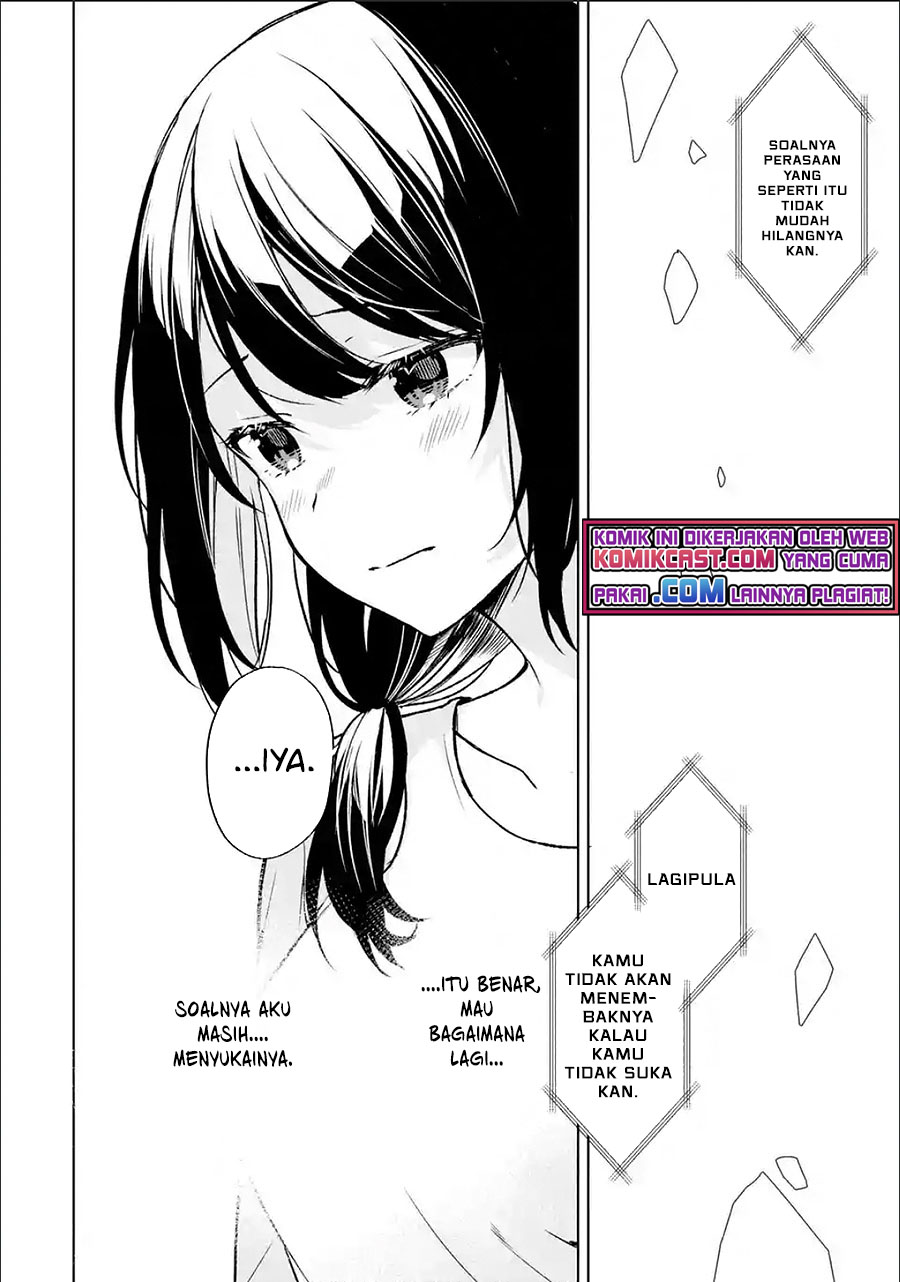 SOALNYA
PERASAAN
YANG
SEPERTI ITU
TIDAK
MUDAH
HILANGNYA
KAN.
KOMIK INI DIKERJAKAN OLEH WEB
KOMIKCAST.COM YANG CUMA
PAKAI .COM LAINNYA PLAGIAT!
...IYA.
LAGIPULA
KAMU
TIDAK AKAN
MENEM-
BAKNYA
KALAU
KAMU
TIDAK SUKA
KAN.
....ITU BENAR,
MAU
BAGAIMANA
LAGI...
SOALNYA AKU
MASIH....
MENYUKAINYA.